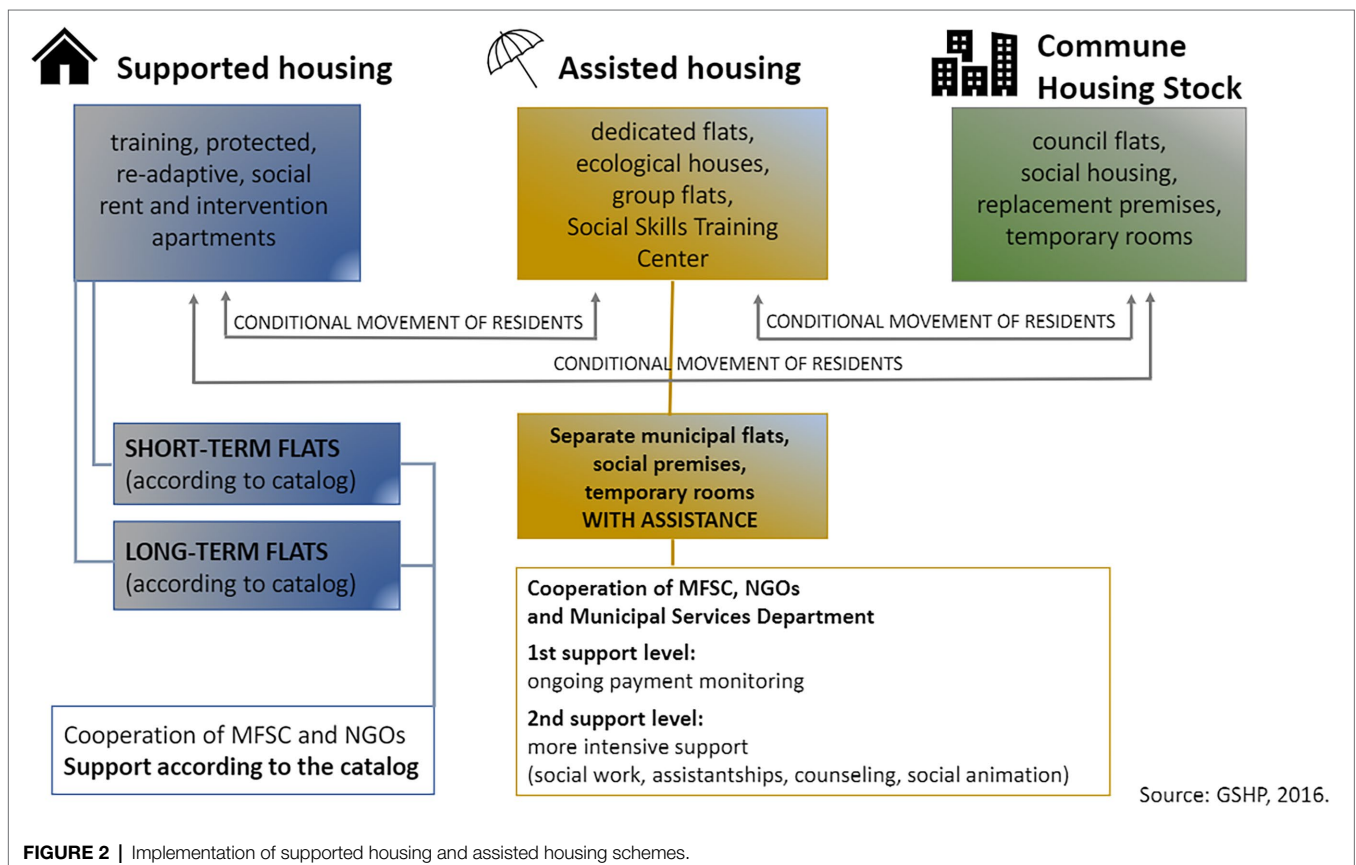 Supported housing
training, protected,
re-adaptive, social
rent and intervention
apartments
Assisted housing
dedicated flats,
ecological houses,
group flats,
Social Skills Training
Center
Commune
Housing Stock
council flats,
social housing,
replacement premises,
temporary rooms
CONDITIONAL MOVEMENT OF RESIDENTS
CONDITIONAL MOVEMENT OF RESIDENTS
CONDITIONAL MOVEMENT OF RESIDENTS
SHORT-TERM FLATS
(according to catalog)
LONG-TERM FLATS
(according to catalog)
Cooperation of MFSC and NGOs
Support according to the catalog
Separate municipal flats,
social premises,
temporary rooms
WITH ASSISTANCE
Cooperation of MFSC, NGOs
and Municipal Services Department
1st support level:
ongoing payment monitoring
2nd support level:
more intensive support
(social work, assistantships, counseling, social animation)
Source: GSHP, 2016.
FIGURE 2 | Implementation of supported housing and assisted housing schemes.